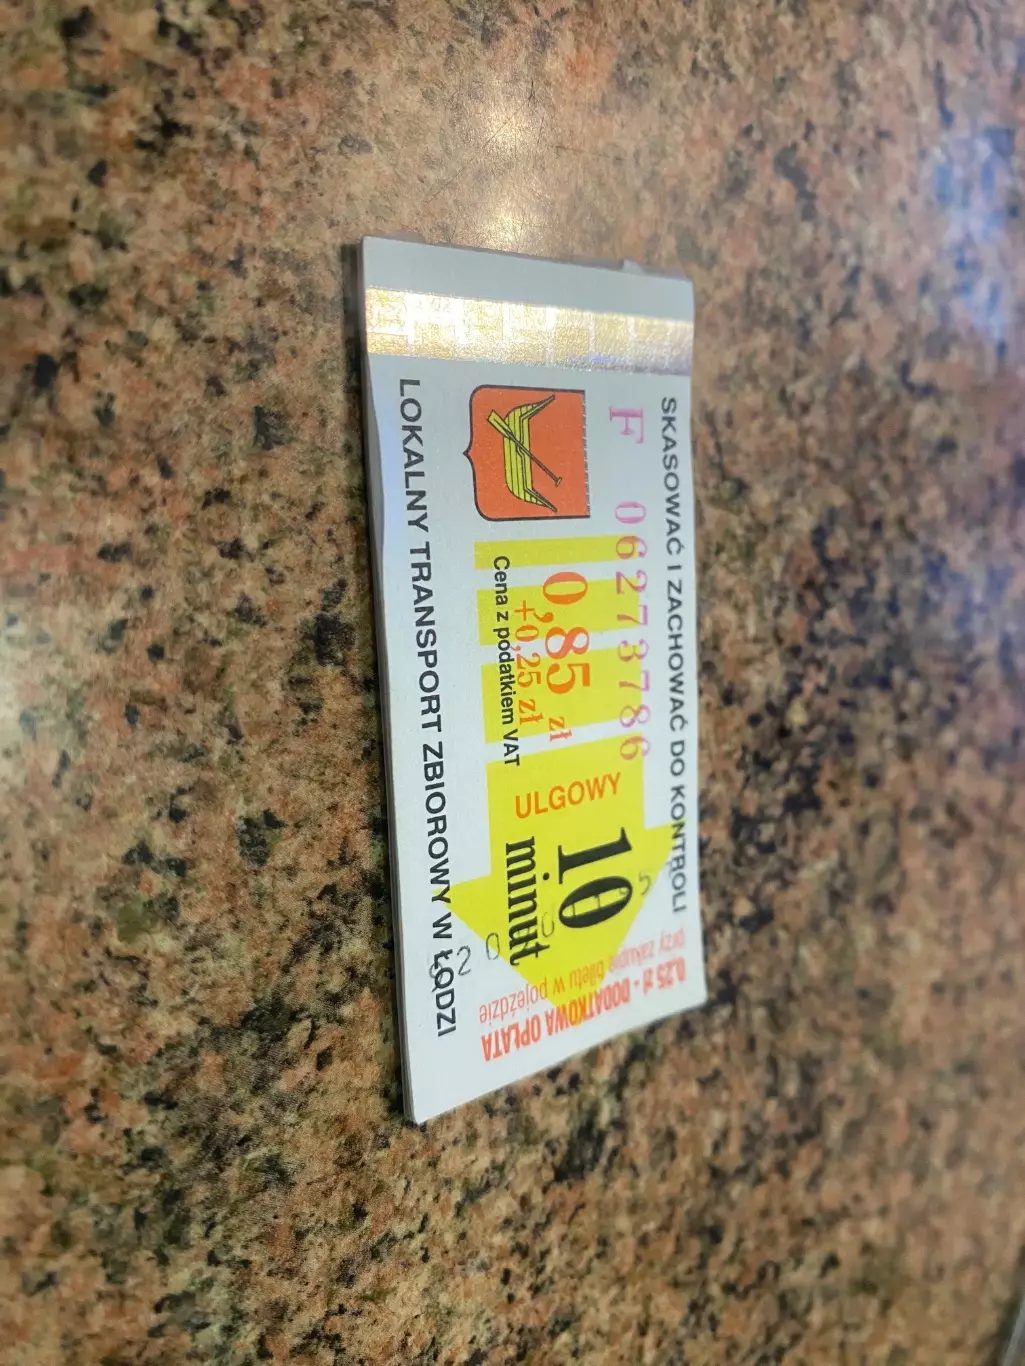 SKASOWAĆ I ZACHOWAĆ DO KONTROLI
F 06273786
0,85 zł
+0,25 zł
Cena z podatkiem VAT
ULGOWY
10
minut
LOKALNY TRANSPORT ZBIOROWY W ŁODZI
0,25 zł - DODATKOWA OPŁATA
przy zakupie biletu w pojeździe